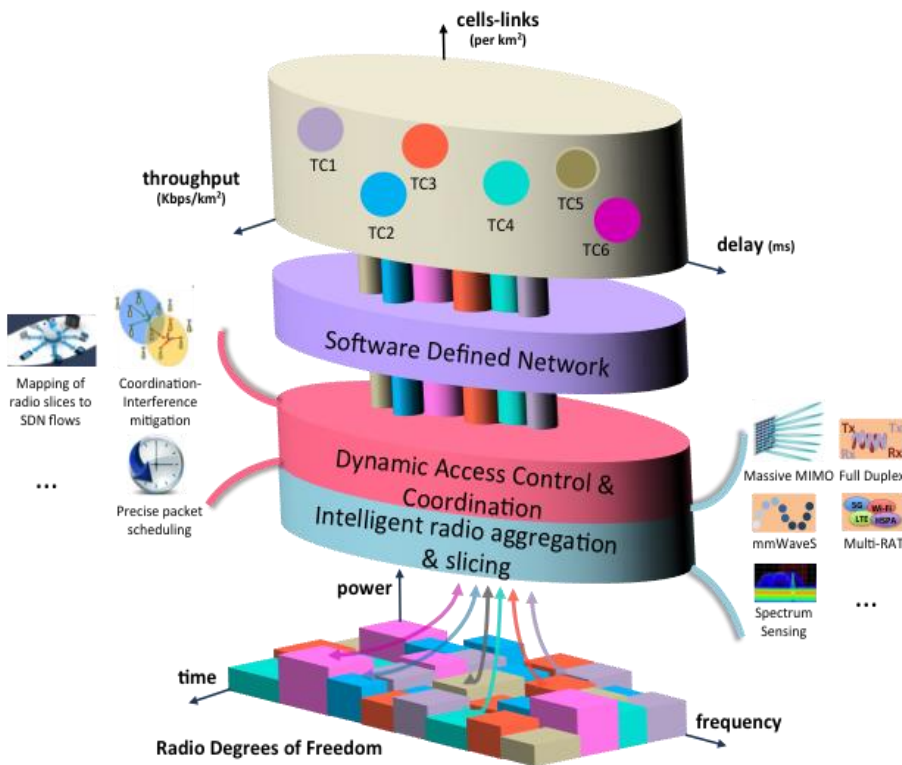 cells-links
(per km²)
TC1
TC3
TC5
TC2
TC4
TC6
throughput
(Kbps/km²)
delay (ms)
Software Defined Network
Mapping of
radio slices to
SDN flows
Coordination-
Interference
mitigation
...
Precise packet
scheduling
Dynamic Access Control &
Coordination
Intelligent radio aggregation
& slicing
Tx Tx
Rx Rx
Massive MIMO
Full Duplex
5G Wi-Fi
LTE HSPA
mmWaveS
Multi-RAT
Spectrum
Sensing
...
power
time
frequency
Radio Degrees of Freedom